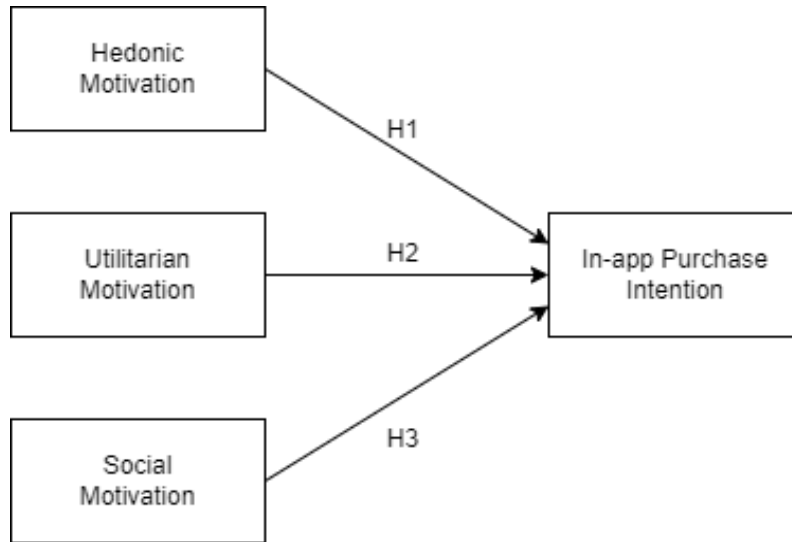 Hedonic
Motivation
H1
Utilitarian
Motivation
H2
In-app Purchase
Intention
H3
Social
Motivation